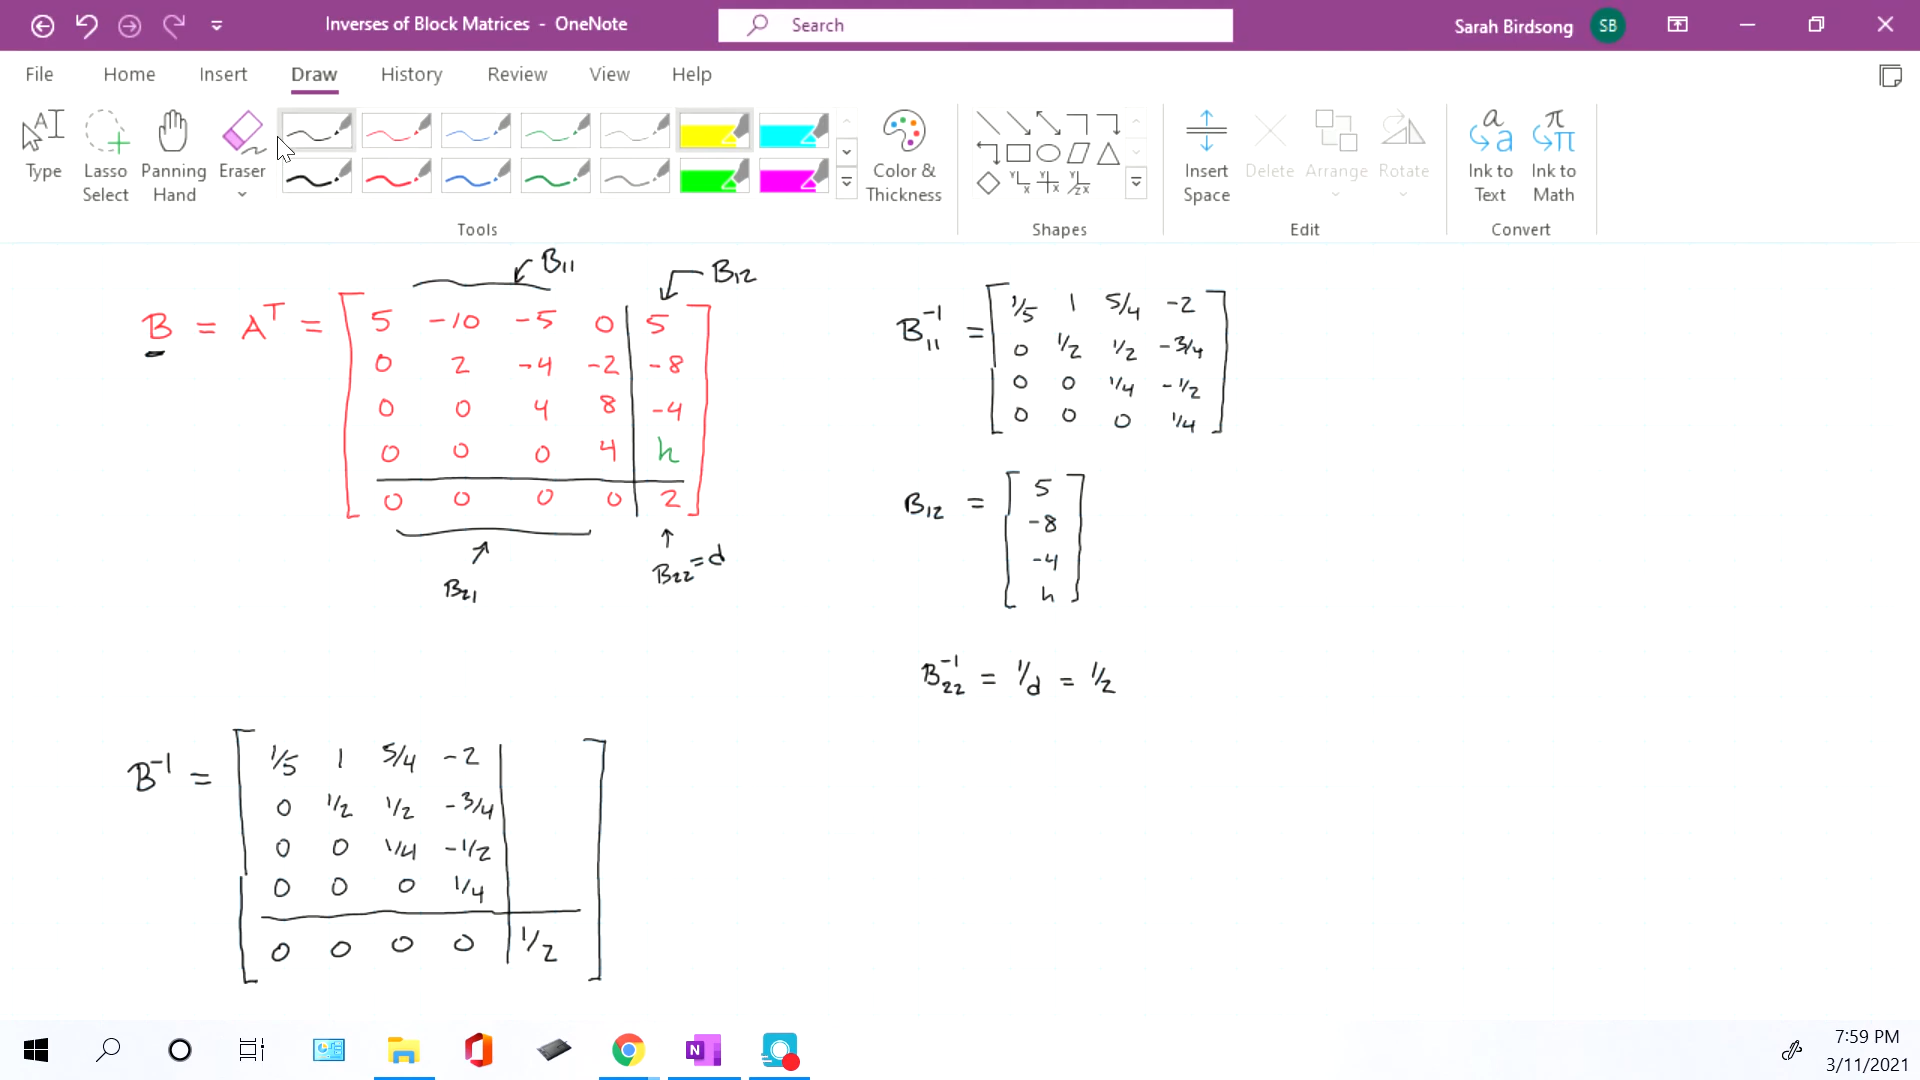 Inverses of Block Matrices - OneNote
Search
Sarah Birdsong SB
File Home Insert Draw History Review View Help
Type
Lasso Select
Panning Hand
Eraser
Color & Thickness
Insert Space
Delete
Arrange
Rotate
Ink to Text
Ink to Math
Tools
Shapes
Edit
Convert
B₁₁
B₁₂
B = Aᵀ =
5 -10 -5 0 5
0 2 -4 -2 -8
0 0 4 8 -4
0 0 0 4 h
0 0 0 0 2
B₂₁
B₂₂ = d
B₁₁⁻¹ =
1/5 1 5/4 -2
0 1/2 1/2 -3/4
0 0 1/4 -1/2
0 0 0 1/4
B₁₂ =
5
-8
-4
h
B₂₂⁻¹ = 1/d = 1/2
B⁻¹ =
1/5 1 5/4 -2
0 1/2 1/2 -3/4
0 0 1/4 -1/2
0 0 0 1/4
0 0 0 0 1/2
7:59 PM
3/11/2021